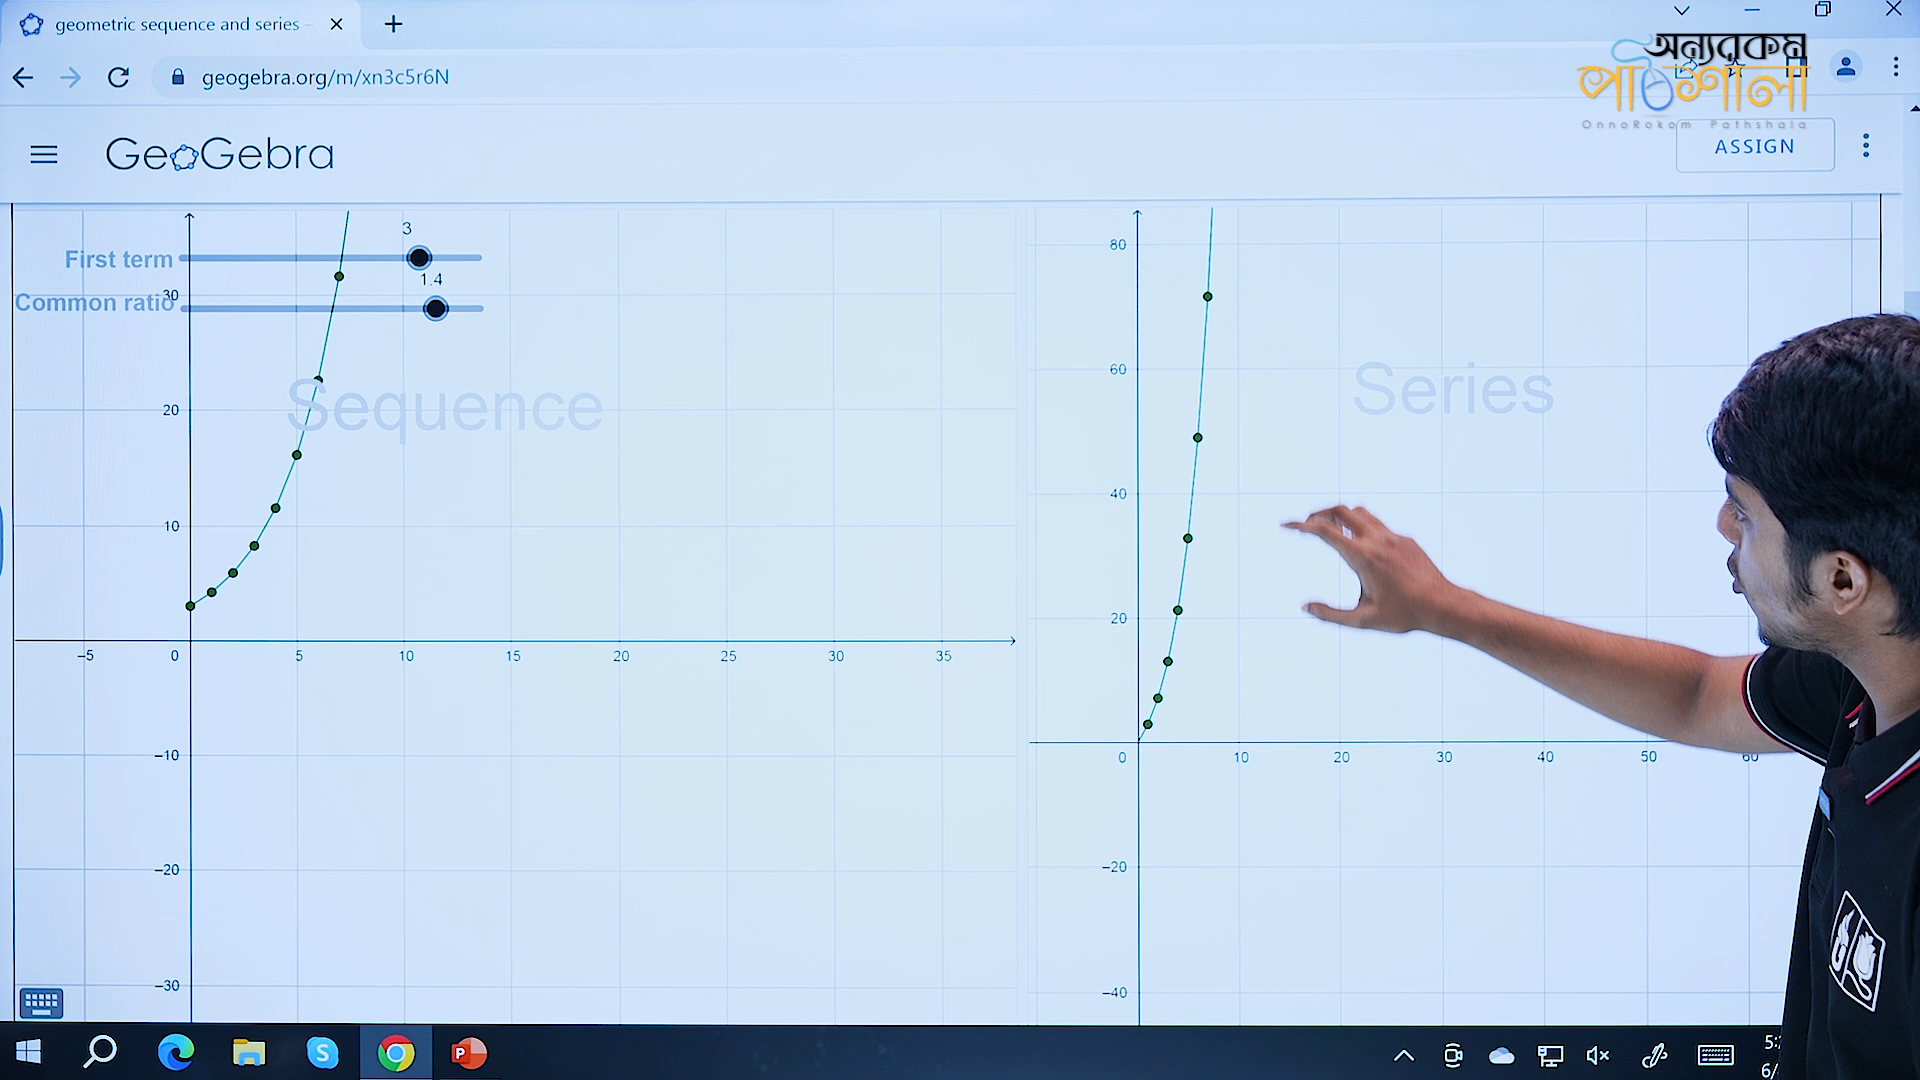 geometric sequence and series –
অন্যরকম
পাঠশালা
OnnoRokom Pathshala
geogebra.org/m/xn3c5r6N
GeoGebra
ASSIGN
3
First term
1.4
Common ratio
Sequence
30
20
10
−5 0 5 10 15 20 25 30 35
−10
−20
−30
Series
80
60
40
20
0 10 20 30 40 50 60
−20
−40
5:
6/